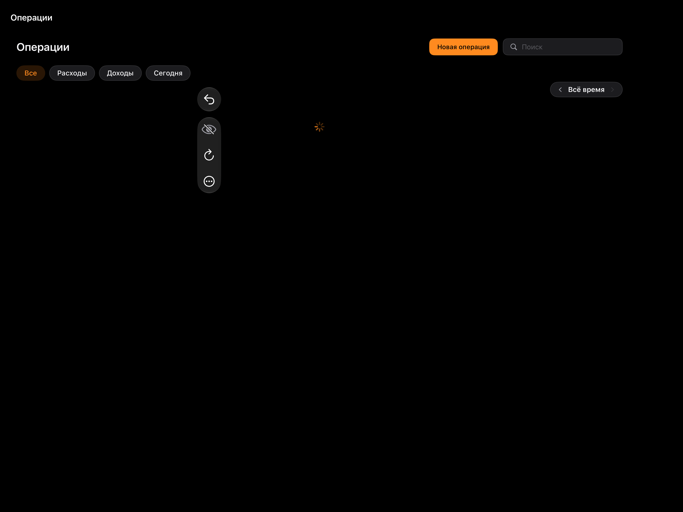 Операции
Операции
Новая операция
Поиск
Все
Расходы
Доходы
Сегодня
Всё время